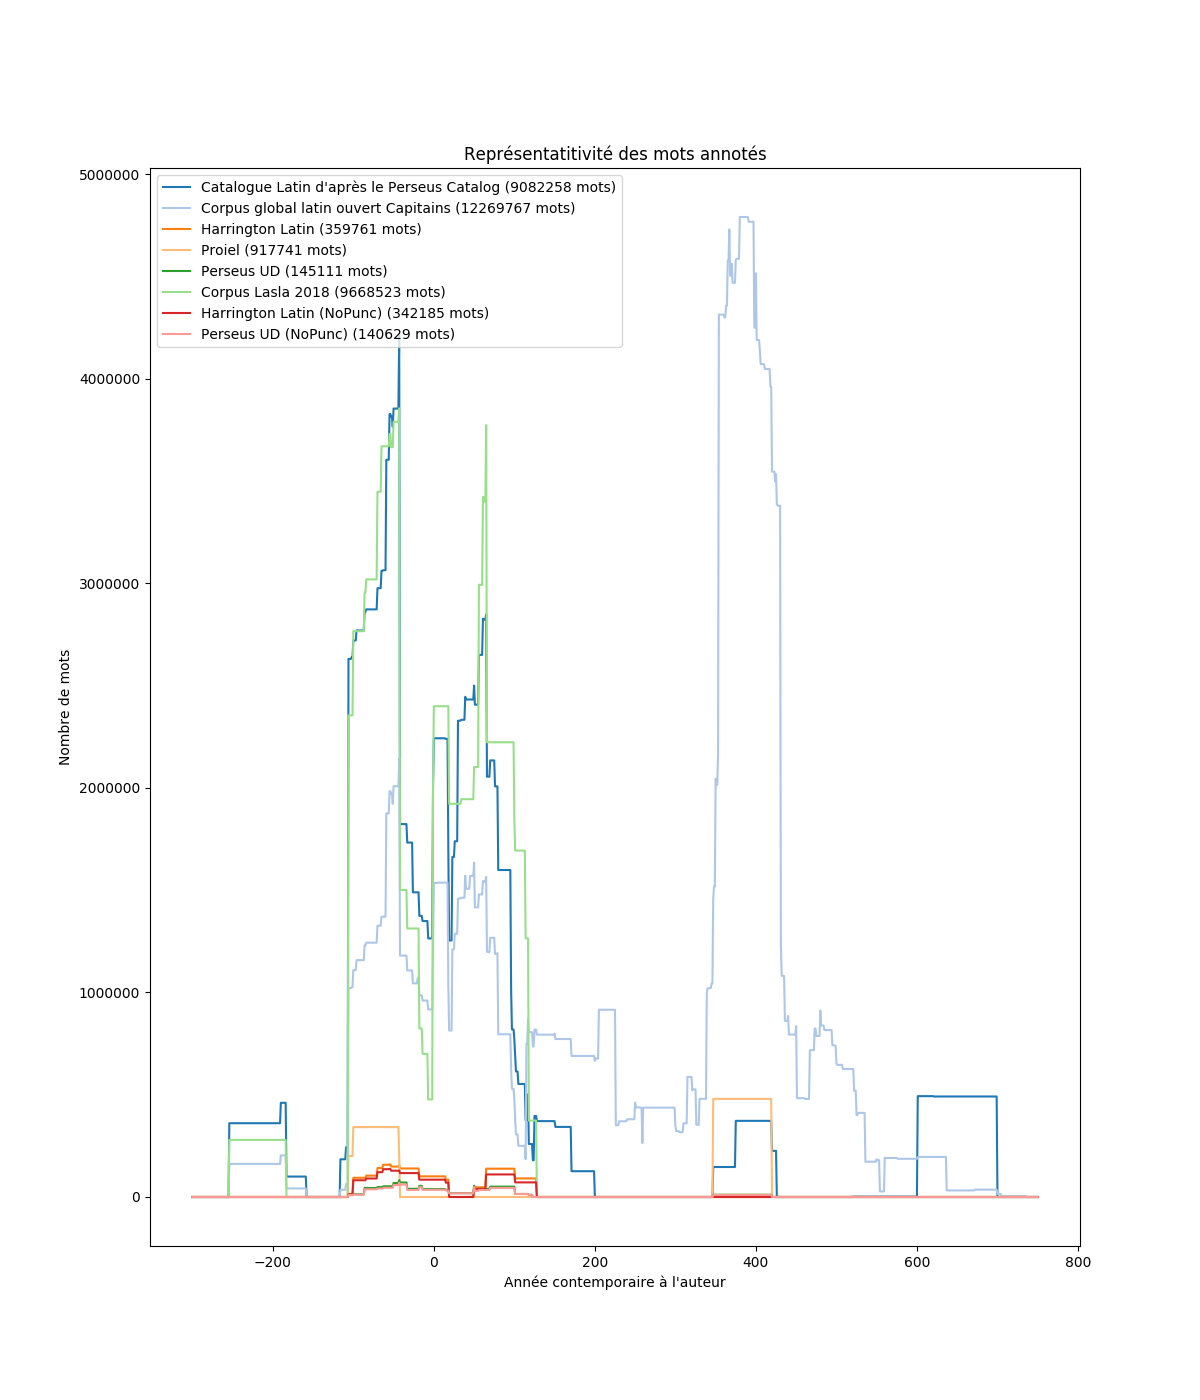 Représentatitivité des mots annotés
5000000
4000000
3000000
2000000
1000000
0
Nombre de mots
Catalogue Latin d'après le Perseus Catalog (9082258 mots)
Corpus global latin ouvert Capitains (12269767 mots)
Harrington Latin (359761 mots)
Proiel (917741 mots)
Perseus UD (145111 mots)
Corpus Lasla 2018 (9668523 mots)
Harrington Latin (NoPunc) (342185 mots)
Perseus UD (NoPunc) (140629 mots)
−200 0 200 400 600 800
Année contemporaire à l'auteur